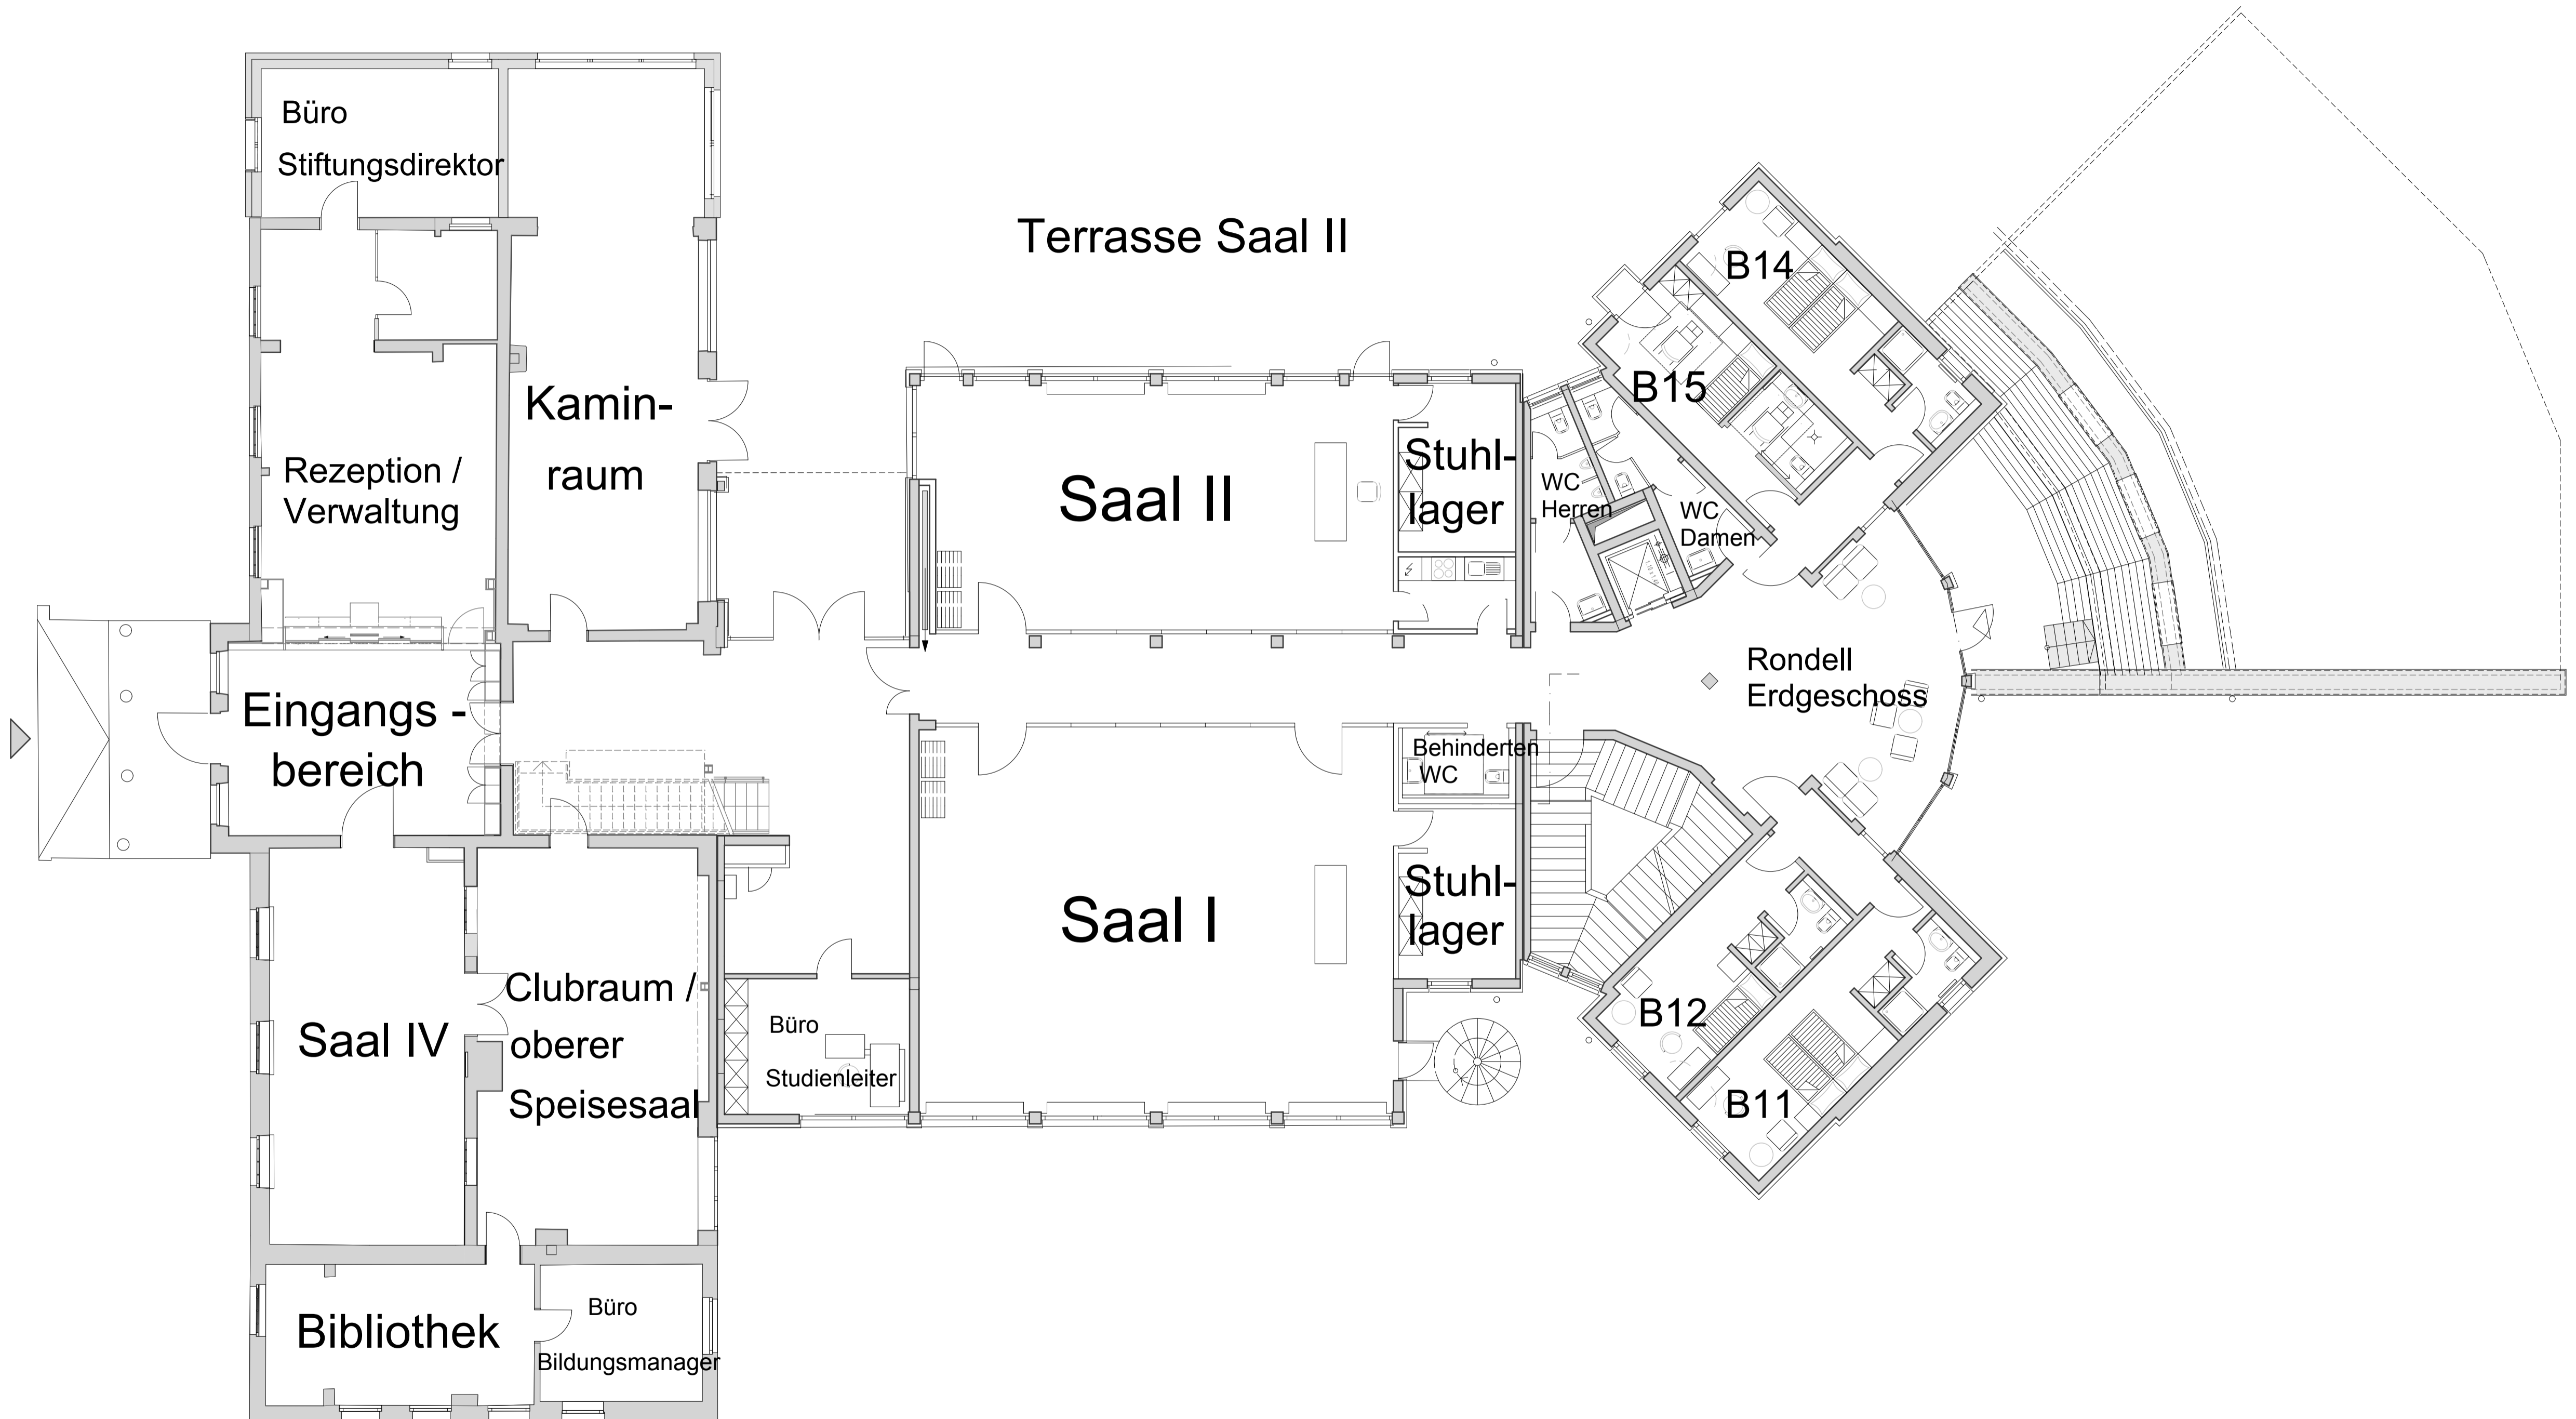 Büro
Stiftungsdirektor
Terrasse Saal II
B14
B15
Kamin-
raum
Rezeption /
Verwaltung
Saal II
Stuhl-
lager
WC
Herren
WC
Damen
Rondell
Erdgeschoss
Eingangs -
bereich
Behinderten
WC
Saal I
Stuhl-
lager
Saal IV
Clubraum /
oberer
Speisesaal
Büro
Studienleiter
B12
B11
Bibliothek
Büro
Bildungsmanager